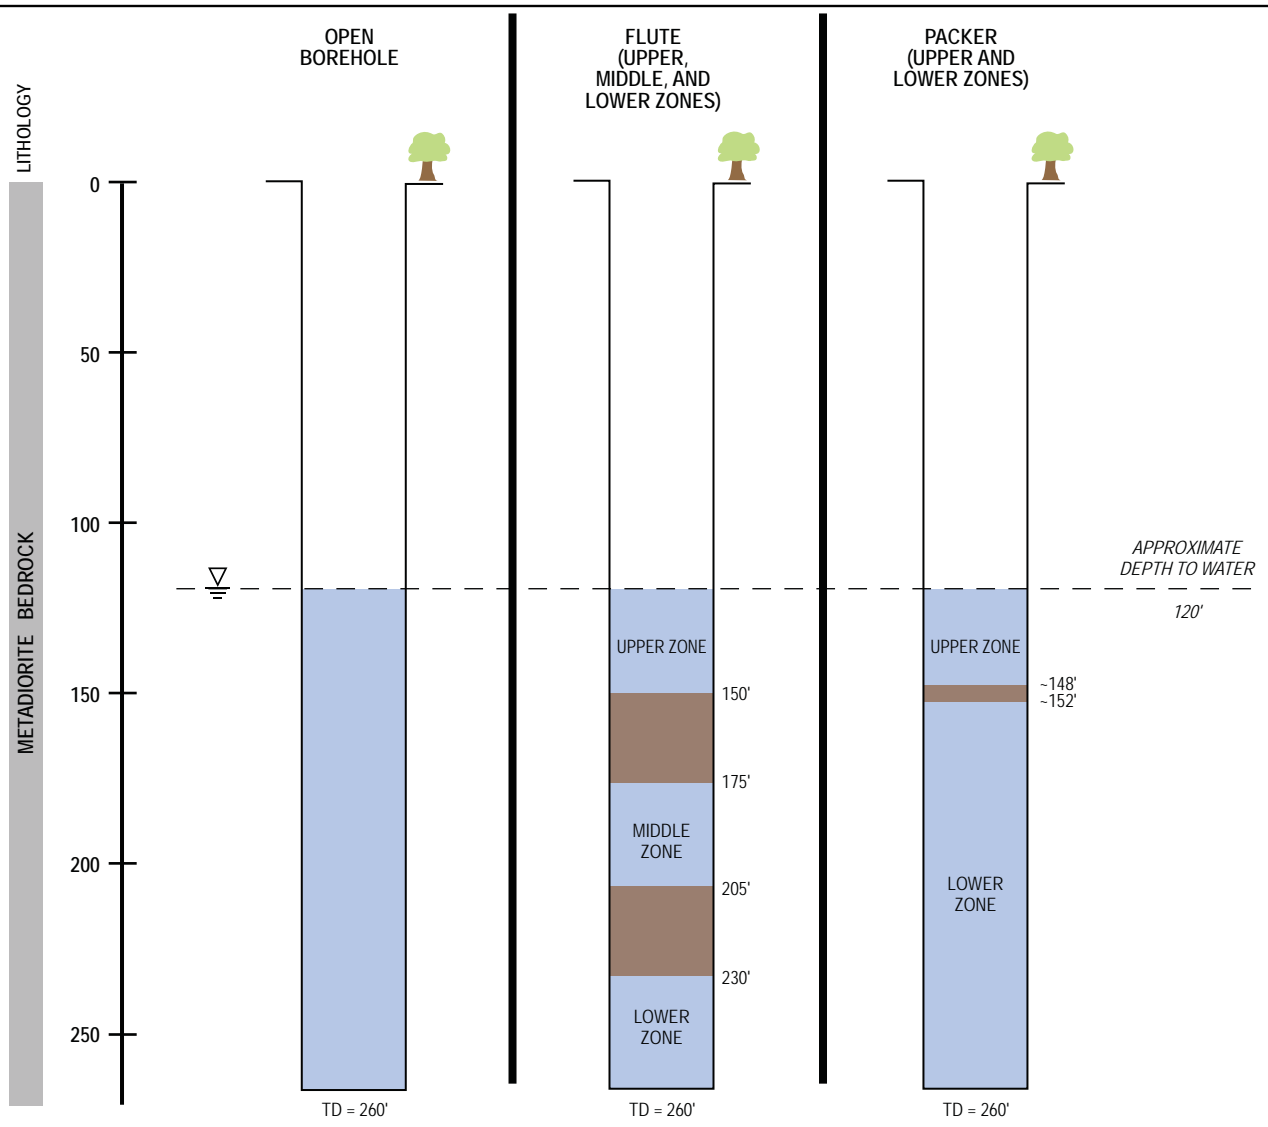 OPEN
BOREHOLE
FLUTE
(UPPER,
MIDDLE, AND
LOWER ZONES)
PACKER
(UPPER AND
LOWER ZONES)
LITHOLOGY
METADIORITE BEDROCK
0
50
100
150
200
250
APPROXIMATE
DEPTH TO WATER
120'
UPPER ZONE
150'
175'
MIDDLE
ZONE
205'
230'
LOWER
ZONE
UPPER ZONE
~148'
~152'
LOWER
ZONE
TD = 260'
TD = 260'
TD = 260'